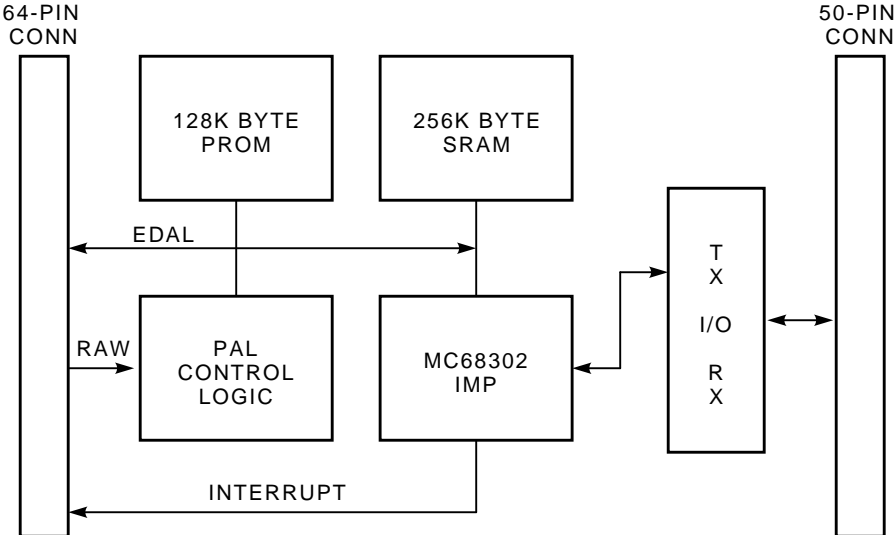 64-PIN
CONN
50-PIN
CONN
128K BYTE
PROM
256K BYTE
SRAM
EDAL
RAW
PAL
CONTROL
LOGIC
MC68302
IMP
T
X
I/O
R
X
INTERRUPT